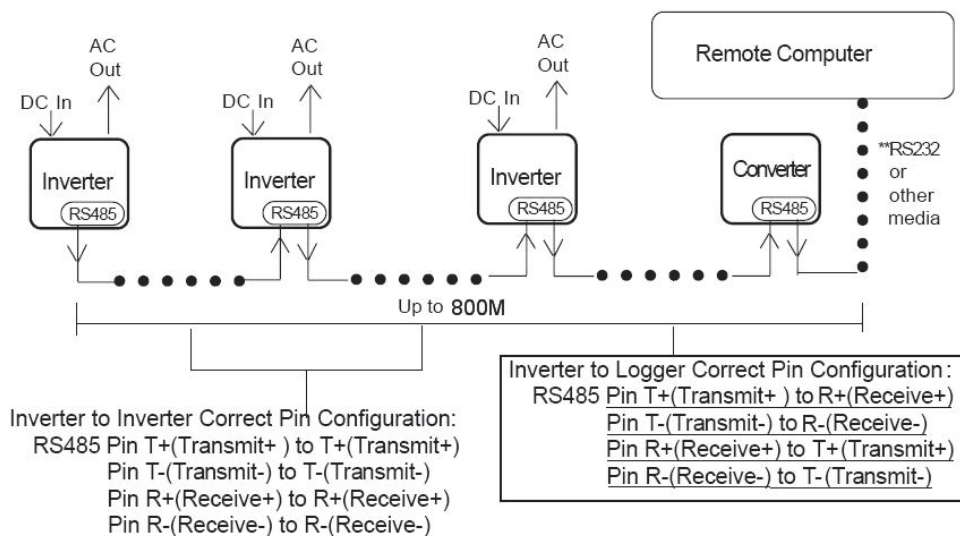 AC
Out
AC
Out
AC
Out
Remote Computer
DC In
DC In
DC In
Inverter
RS485
Inverter
RS485
Inverter
RS485
Converter
RS485
**RS232
or
other
media
Up to 800M
Inverter to Inverter Correct Pin Configuration:
RS485 Pin T+(Transmit+ ) to T+(Transmit+)
Pin T-(Transmit-) to T-(Transmit-)
Pin R+(Receive+) to R+(Receive+)
Pin R-(Receive-) to R-(Receive-)
Inverter to Logger Correct Pin Configuration :
RS485 Pin T+(Transmit+ ) to R+(Receive+)
Pin T-(Transmit-) to R-(Receive-)
Pin R+(Receive+) to T+(Transmit+)
Pin R-(Receive-) to T-(Transmit-)